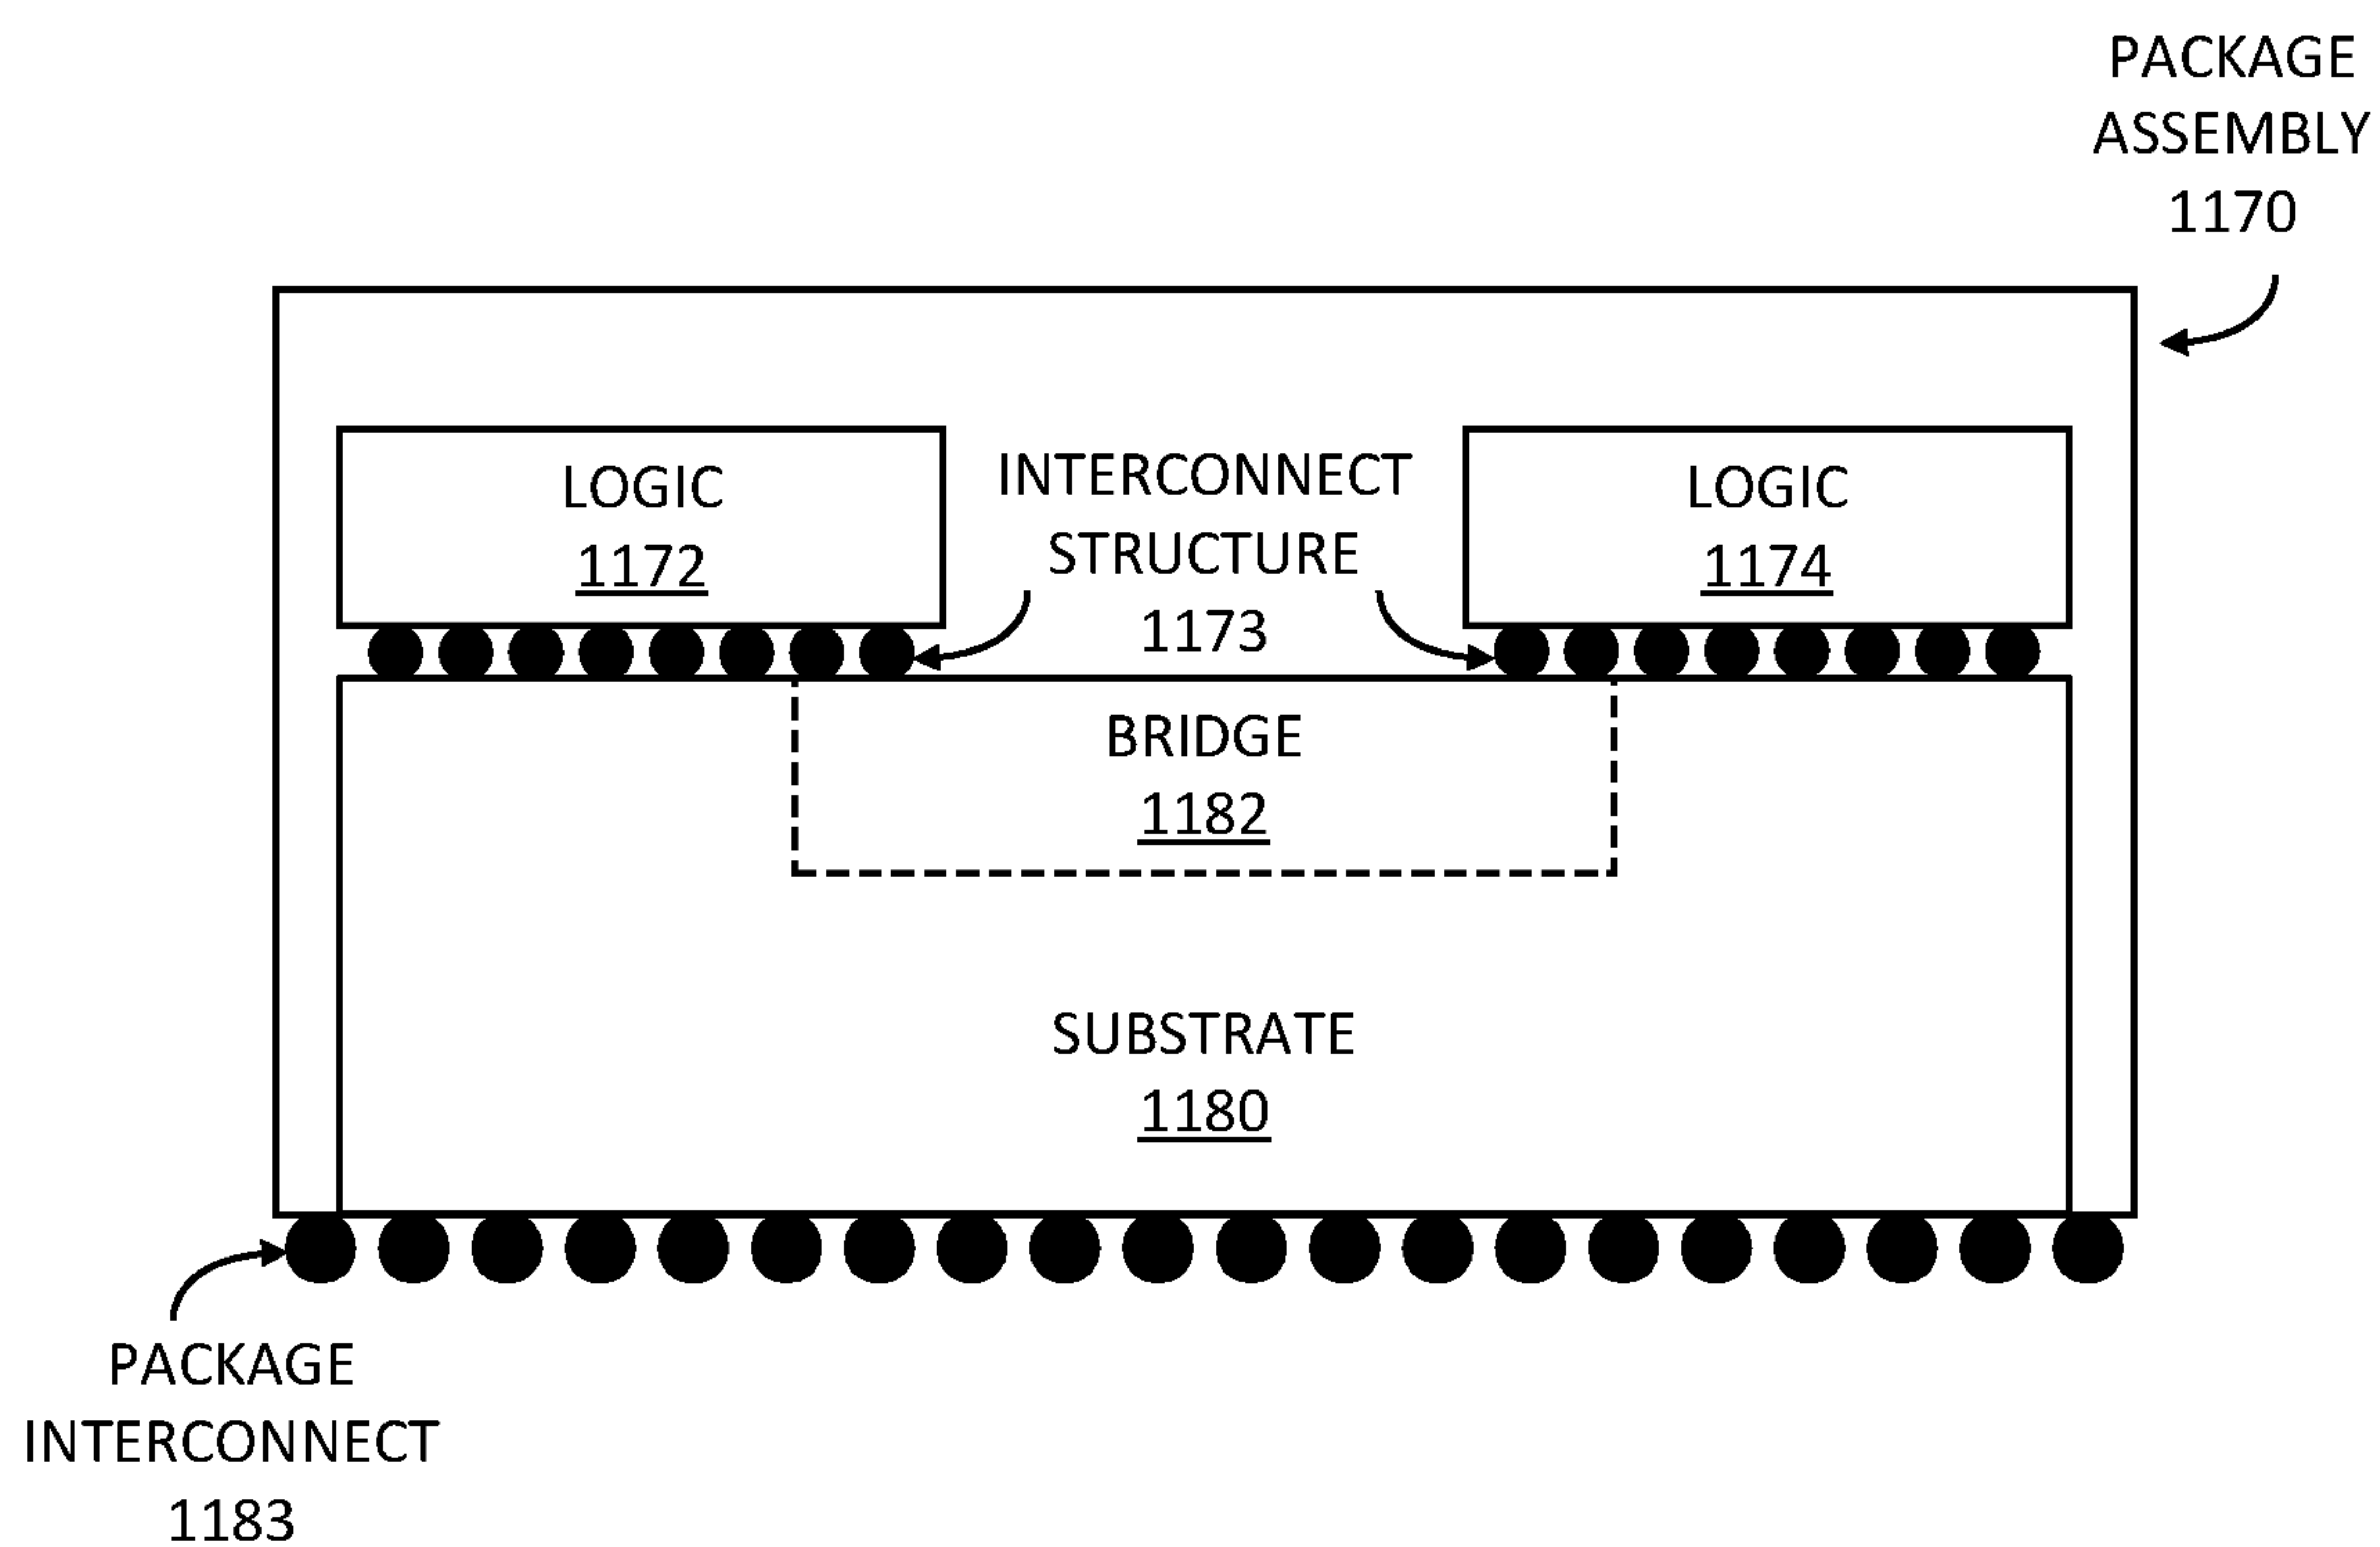 PACKAGE
ASSEMBLY
1170
LOGIC
1172
INTERCONNECT
STRUCTURE
1173
LOGIC
1174
BRIDGE
1182
SUBSTRATE
1180
PACKAGE
INTERCONNECT
1183